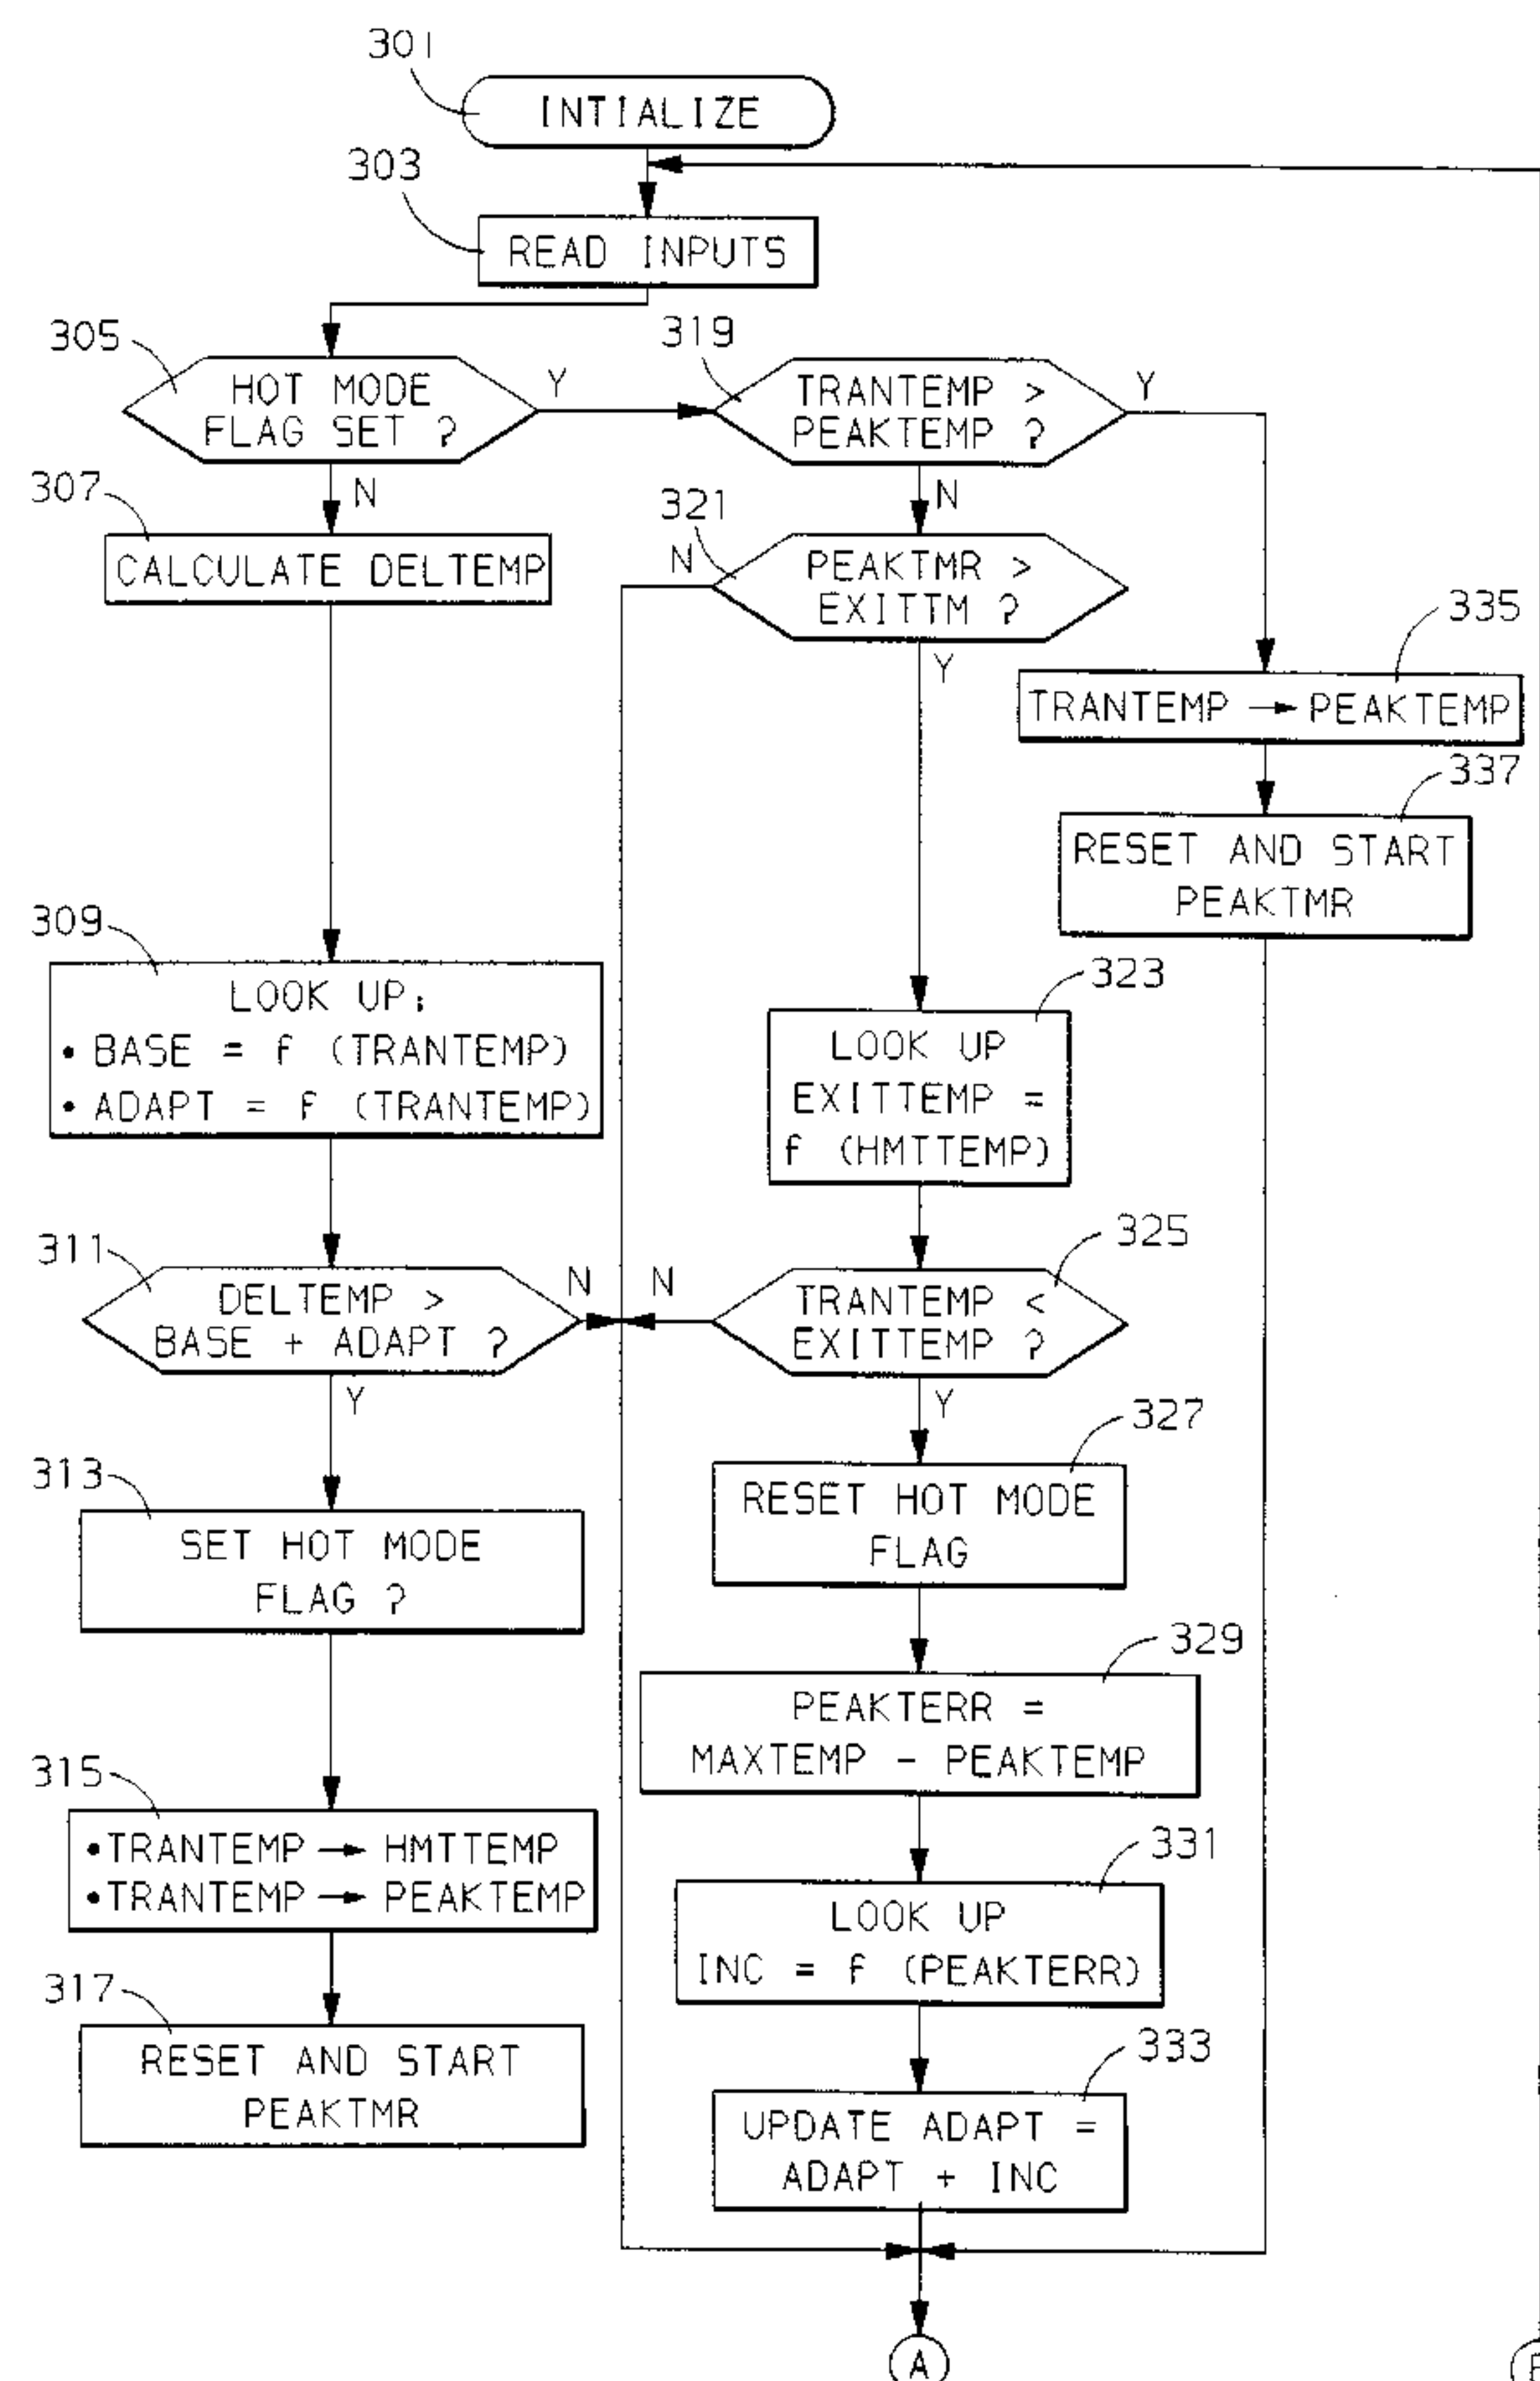 301
INTIALIZE
303
READ INPUTS
305
HOT MODE
FLAG SET ?
Y
N
319
TRANTEMP >
PEAKTEMP ?
Y
N
307
CALCULATE DELTEMP
321
PEAKTMR >
EXITTM ?
N
Y
335
TRANTEMP → PEAKTEMP
337
RESET AND START
PEAKTMR
309
LOOK UP:
• BASE = f (TRANTEMP)
• ADAPT = f (TRANTEMP)
323
LOOK UP
EXITTEMP =
f (HMTTEMP)
311
DELTEMP >
BASE + ADAPT ?
N
Y
325
TRANTEMP <
EXITTEMP ?
N
Y
313
SET HOT MODE
FLAG ?
327
RESET HOT MODE
FLAG
329
PEAKTERR =
MAXTEMP - PEAKTEMP
315
•TRANTEMP → HMTTEMP
•TRANTEMP → PEAKTEMP
331
LOOK UP
INC = f (PEAKTERR)
317
RESET AND START
PEAKTMR
333
UPDATE ADAPT =
ADAPT + INC
A